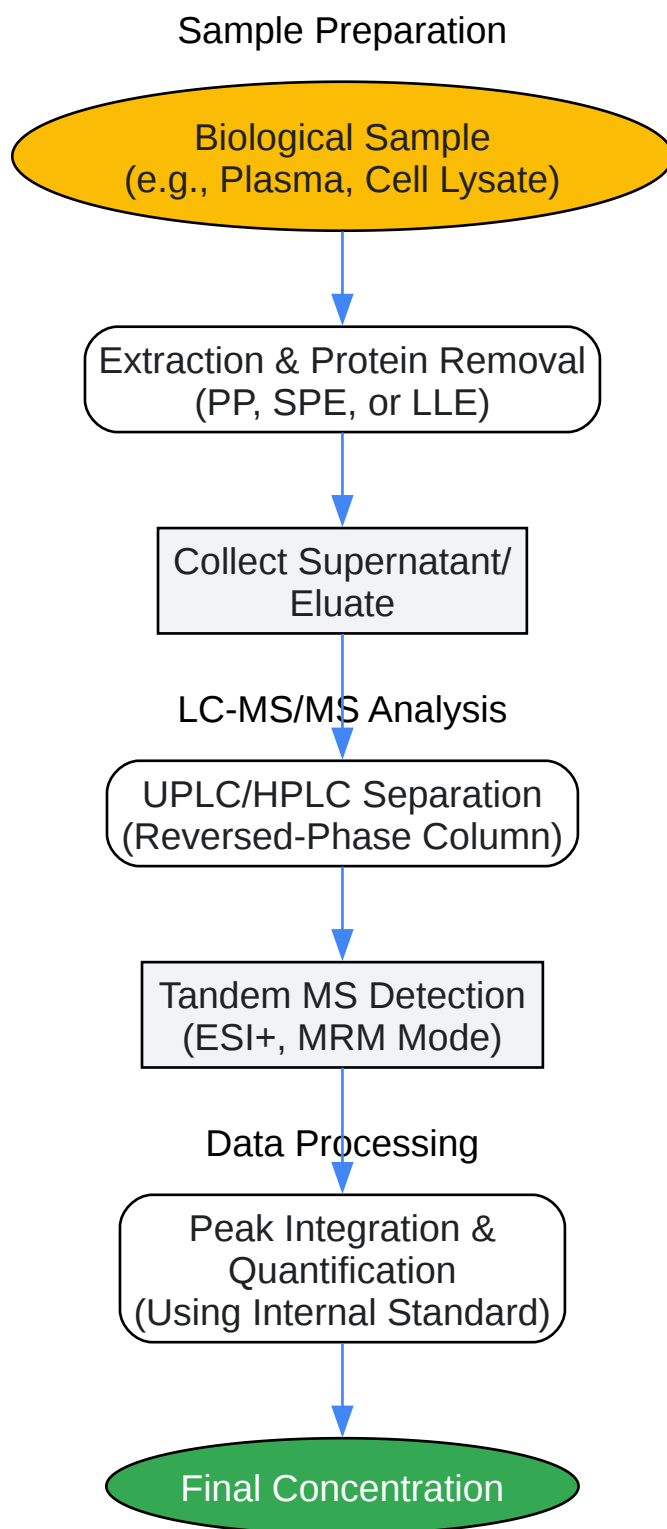 Sample Preparation
Biological Sample
(e.g., Plasma, Cell Lysate)
Extraction & Protein Removal
(PP, SPE, or LLE)
Collect Supernatant/
Eluate
LC-MS/MS Analysis
UPLC/HPLC Separation
(Reversed-Phase Column)
Tandem MS Detection
(ESI+, MRM Mode)
Data Processing
Peak Integration &
Quantification
(Using Internal Standard)
Final Concentration